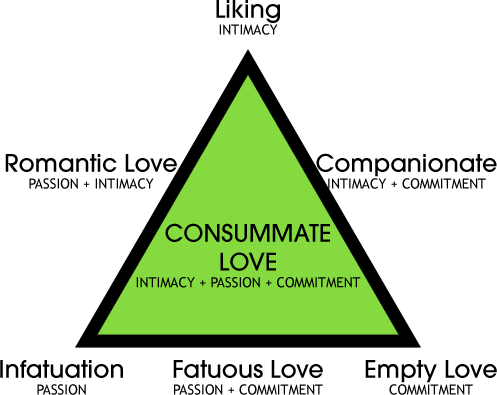 Liking
INTIMACY
Romantic Love
PASSION + INTIMACY
Companionate
INTIMACY + COMMITMENT
CONSUMMATE
LOVE
INTIMACY + PASSION + COMMITMENT
Infatuation
PASSION
Fatuous Love
PASSION + COMMITMENT
Empty Love
COMMITMENT